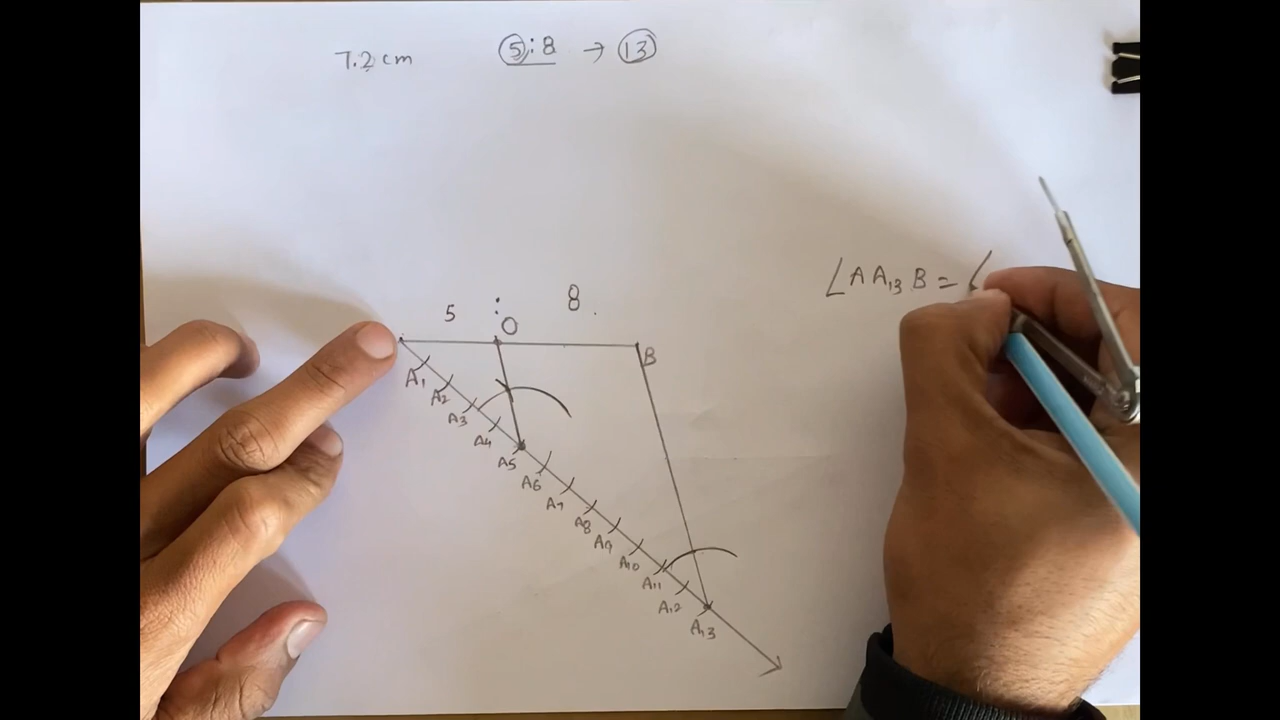 7.2 cm 5:8 → 13
5 : 8.
O
B
A1
A2
A3
A4
A5
A6
A7
A8
A9
A10
A11
A12
A13
∠AA13B = ∠